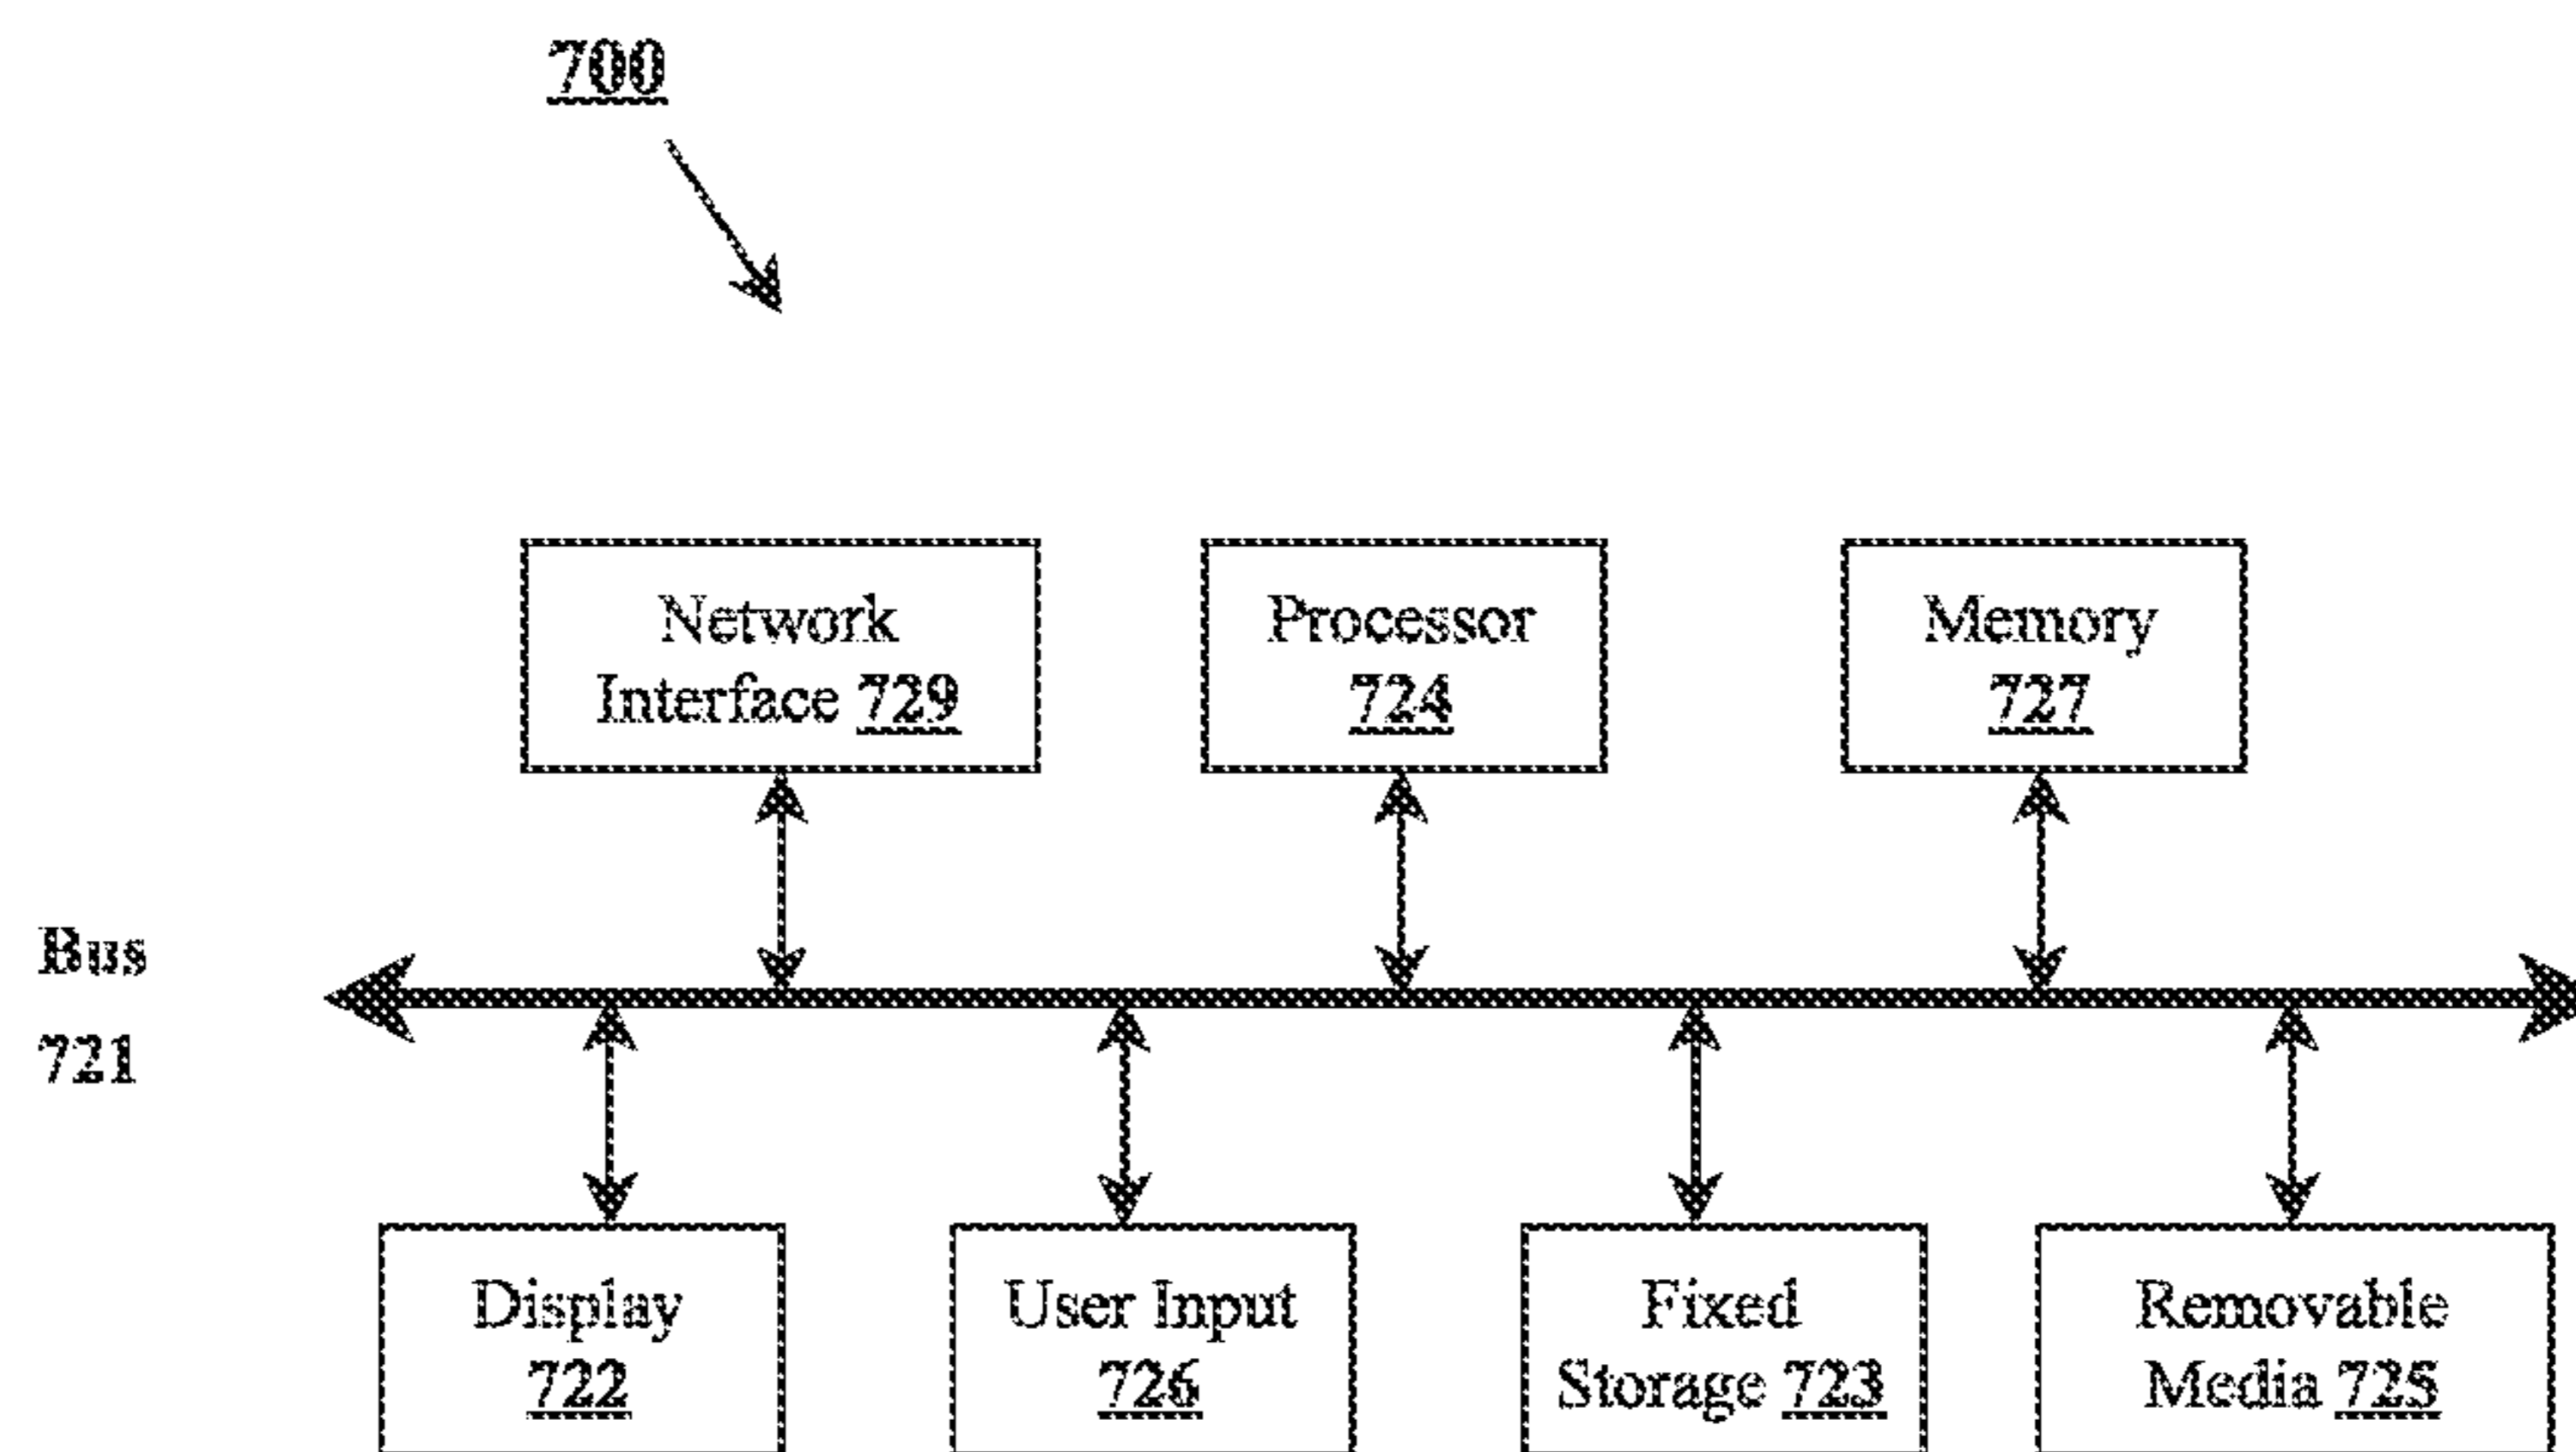 700
Network
Interface 729
Processor
724
Memory
727
Bus
721
Display
722
User Input
726
Fixed
Storage 723
Removable
Media 725